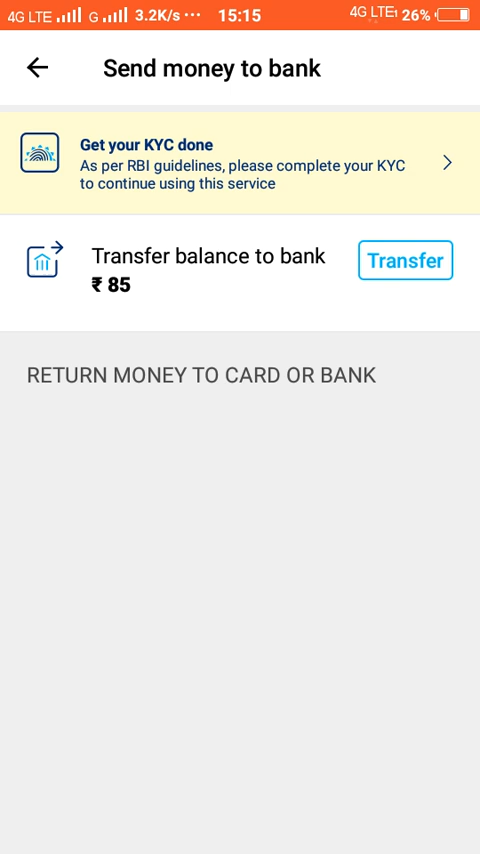 4G LTE G 3.2K/s ··· 15:15 4G LTE 26%
Send money to bank
Get your KYC done
As per RBI guidelines, please complete your KYC
to continue using this service
Transfer balance to bank Transfer
₹ 85
RETURN MONEY TO CARD OR BANK